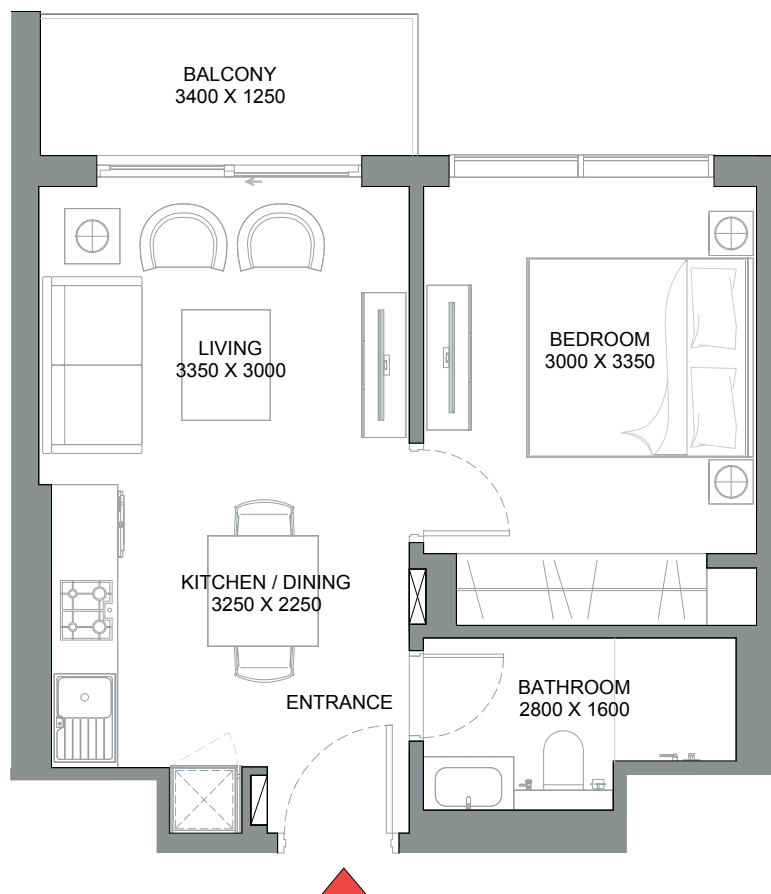 BALCONY
3400 X 1250
LIVING
3350 X 3000
BEDROOM
3000 X 3350
KITCHEN / DINING
3250 X 2250
ENTRANCE
BATHROOM
2800 X 1600